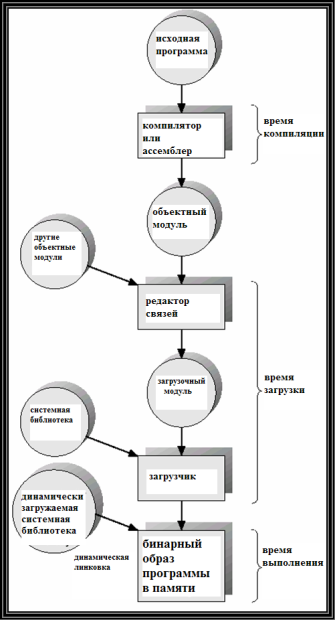 исходная
программа
компилятор
или
ассемблер
время
компиляции
объектный
модуль
другие
объектные
модули
редактор
связей
загрузочный
модуль
время
загрузки
системная
библиотека
загрузчик
динамически
загружаемая
системная
библиотека
динамическая
линковка
бинарный
образ
программы
в памяти
время
выполнения